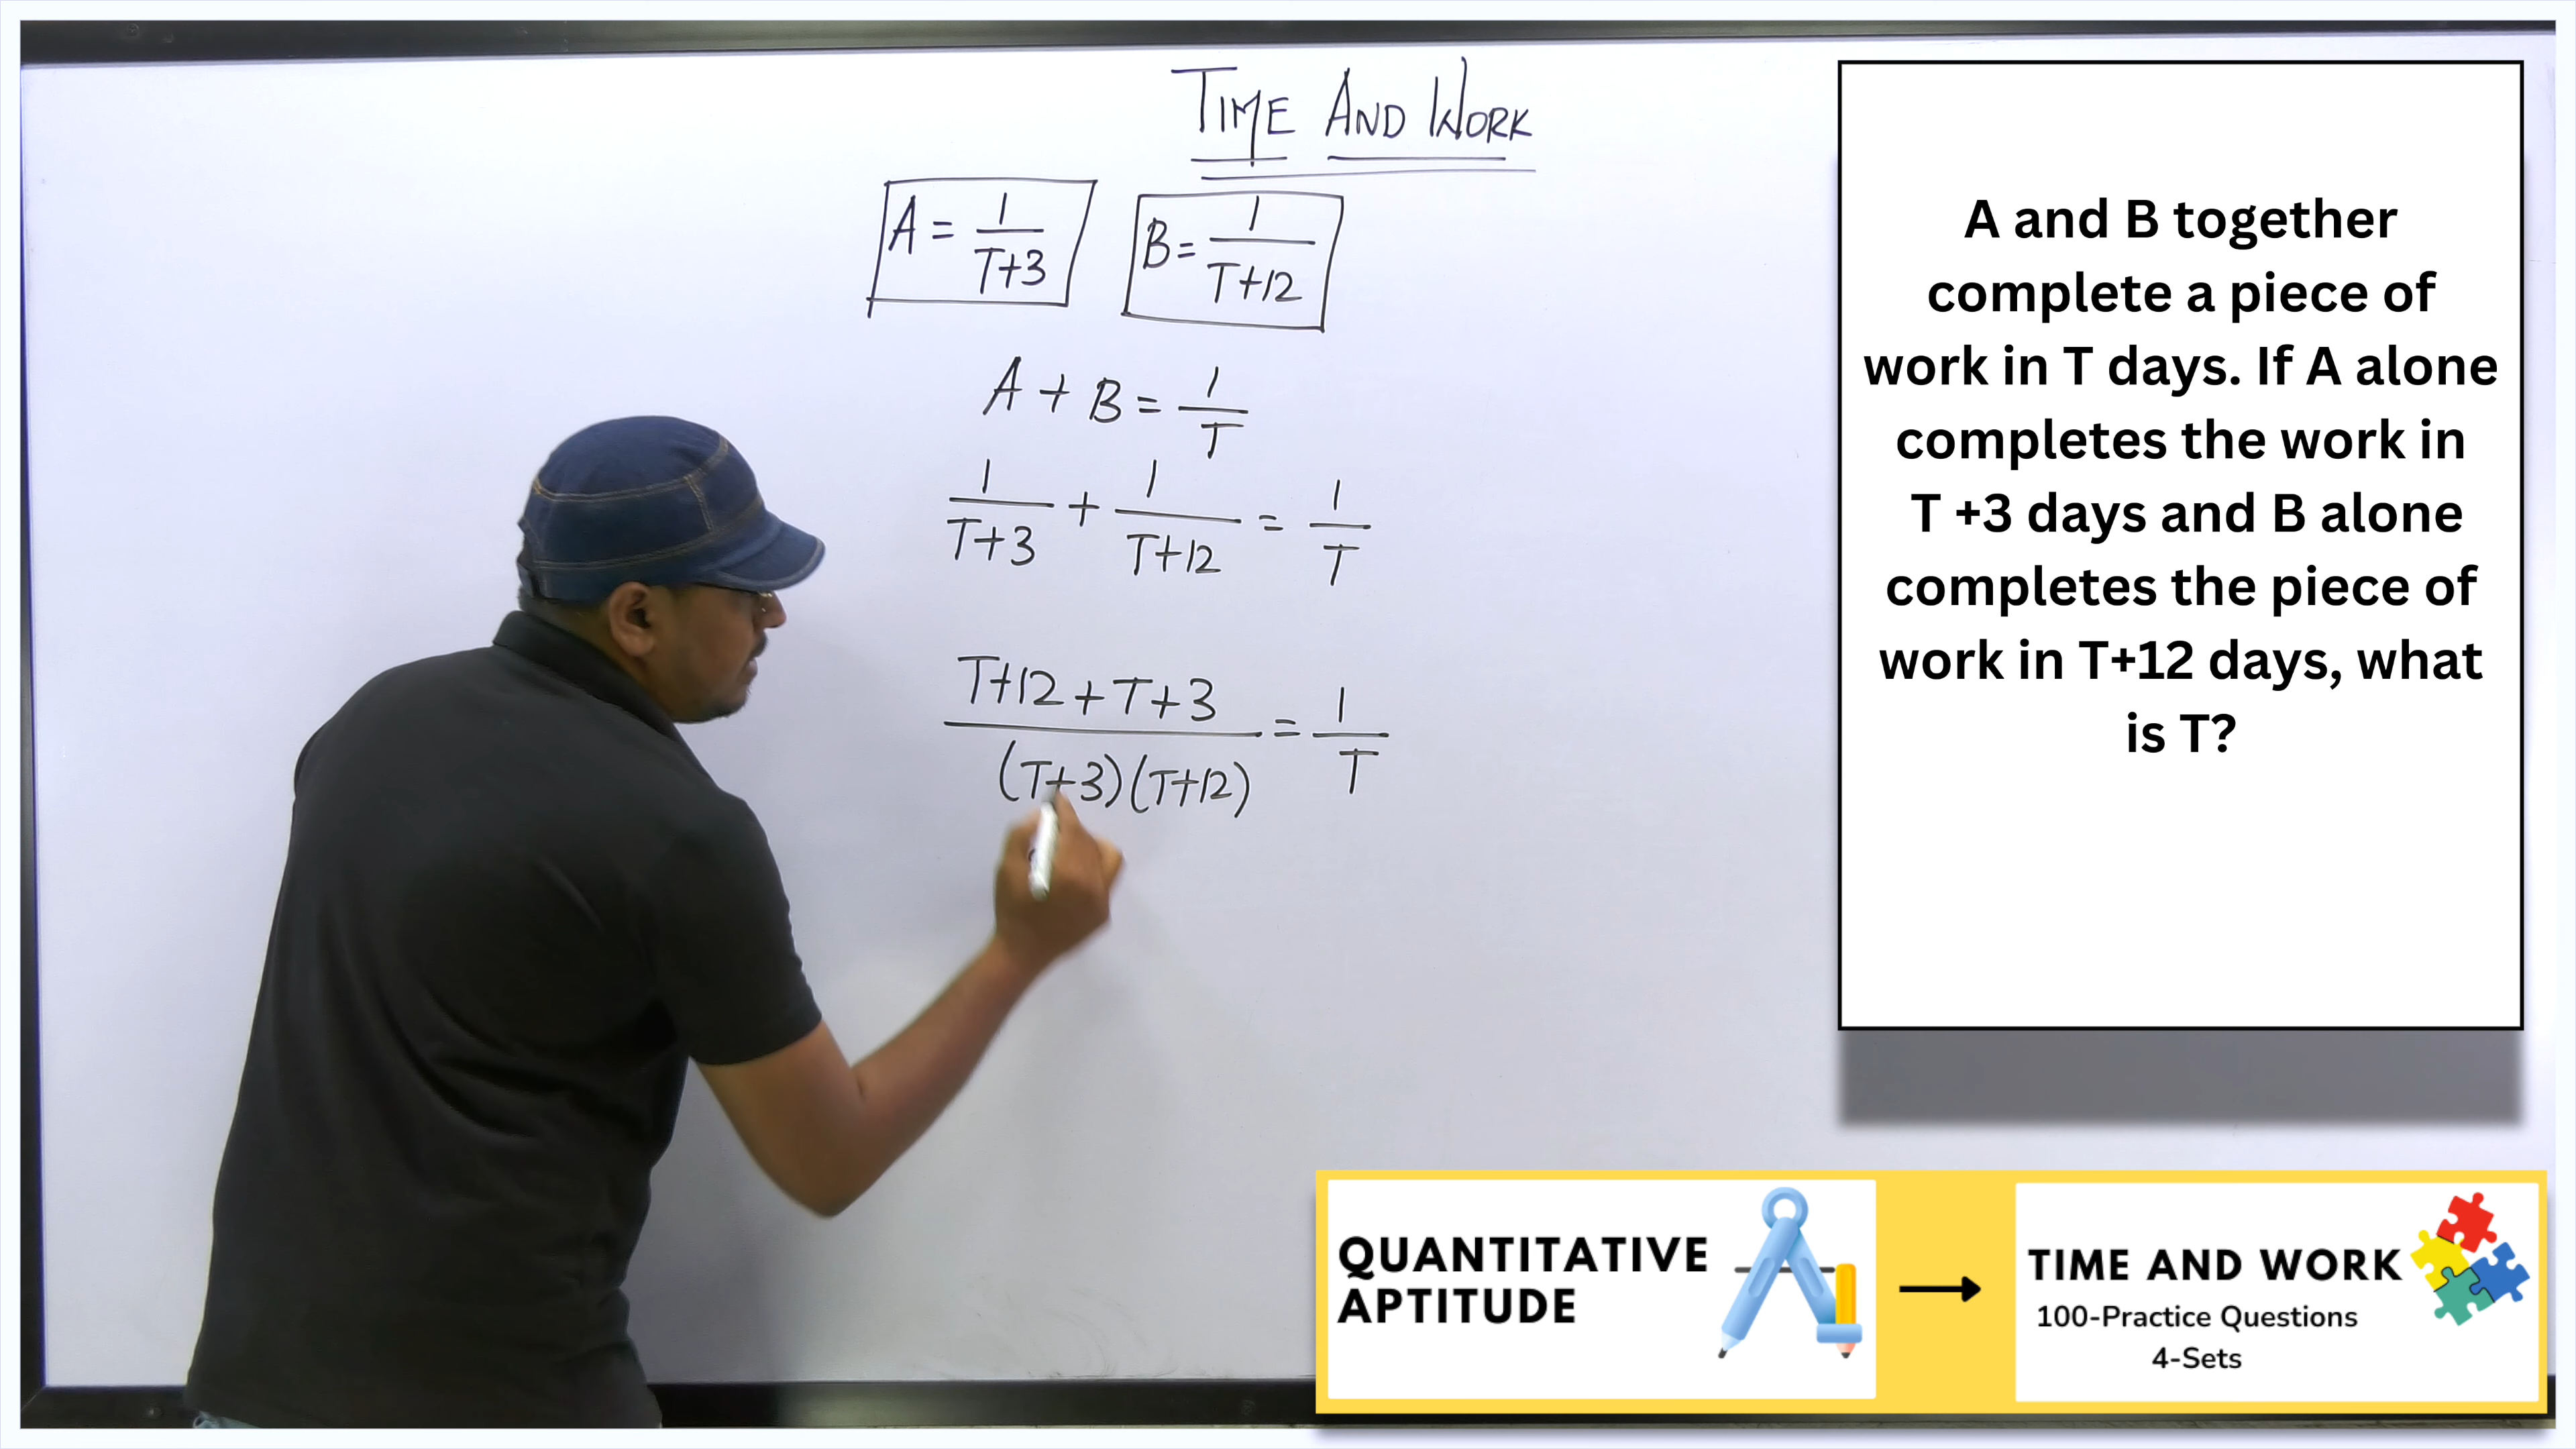 TIME AND WORK
A = 1/T+3
B = 1/T+12
A + B = 1/T
1/T+3 + 1/T+12 = 1/T
T+12+T+3/(T+3)(T+12) = 1/T
A and B together
complete a piece of
work in T days. If A alone
completes the work in
T +3 days and B alone
completes the piece of
work in T+12 days, what
is T?
QUANTITATIVE
APTITUDE
TIME AND WORK
100-Practice Questions
4-Sets